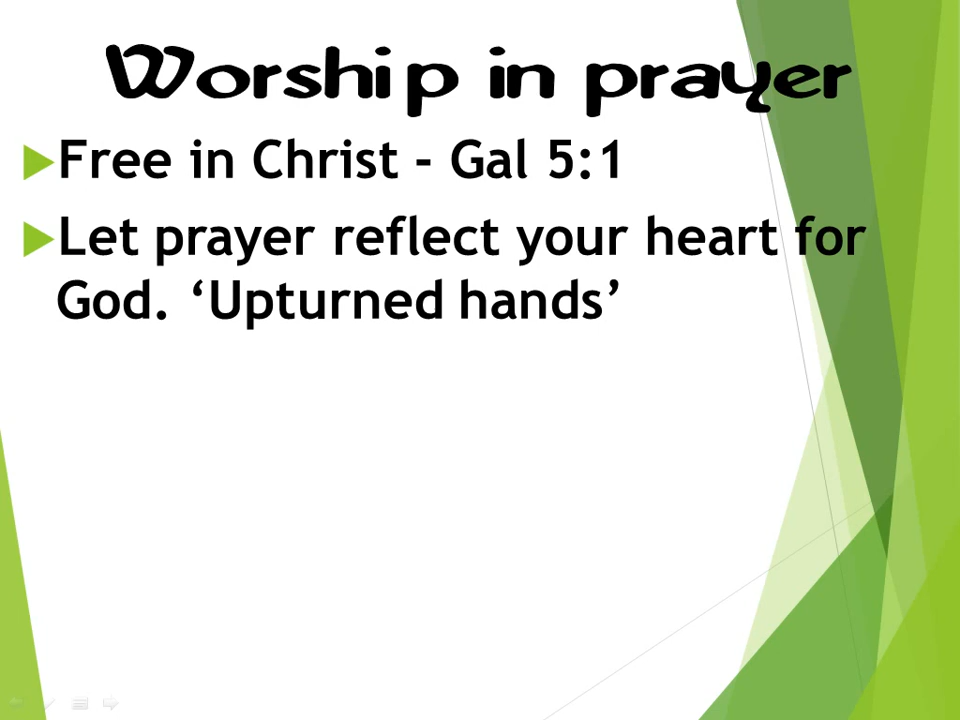 Worship in prayer
Free in Christ - Gal 5:1
Let prayer reflect your heart for
God. ‘Upturned hands’